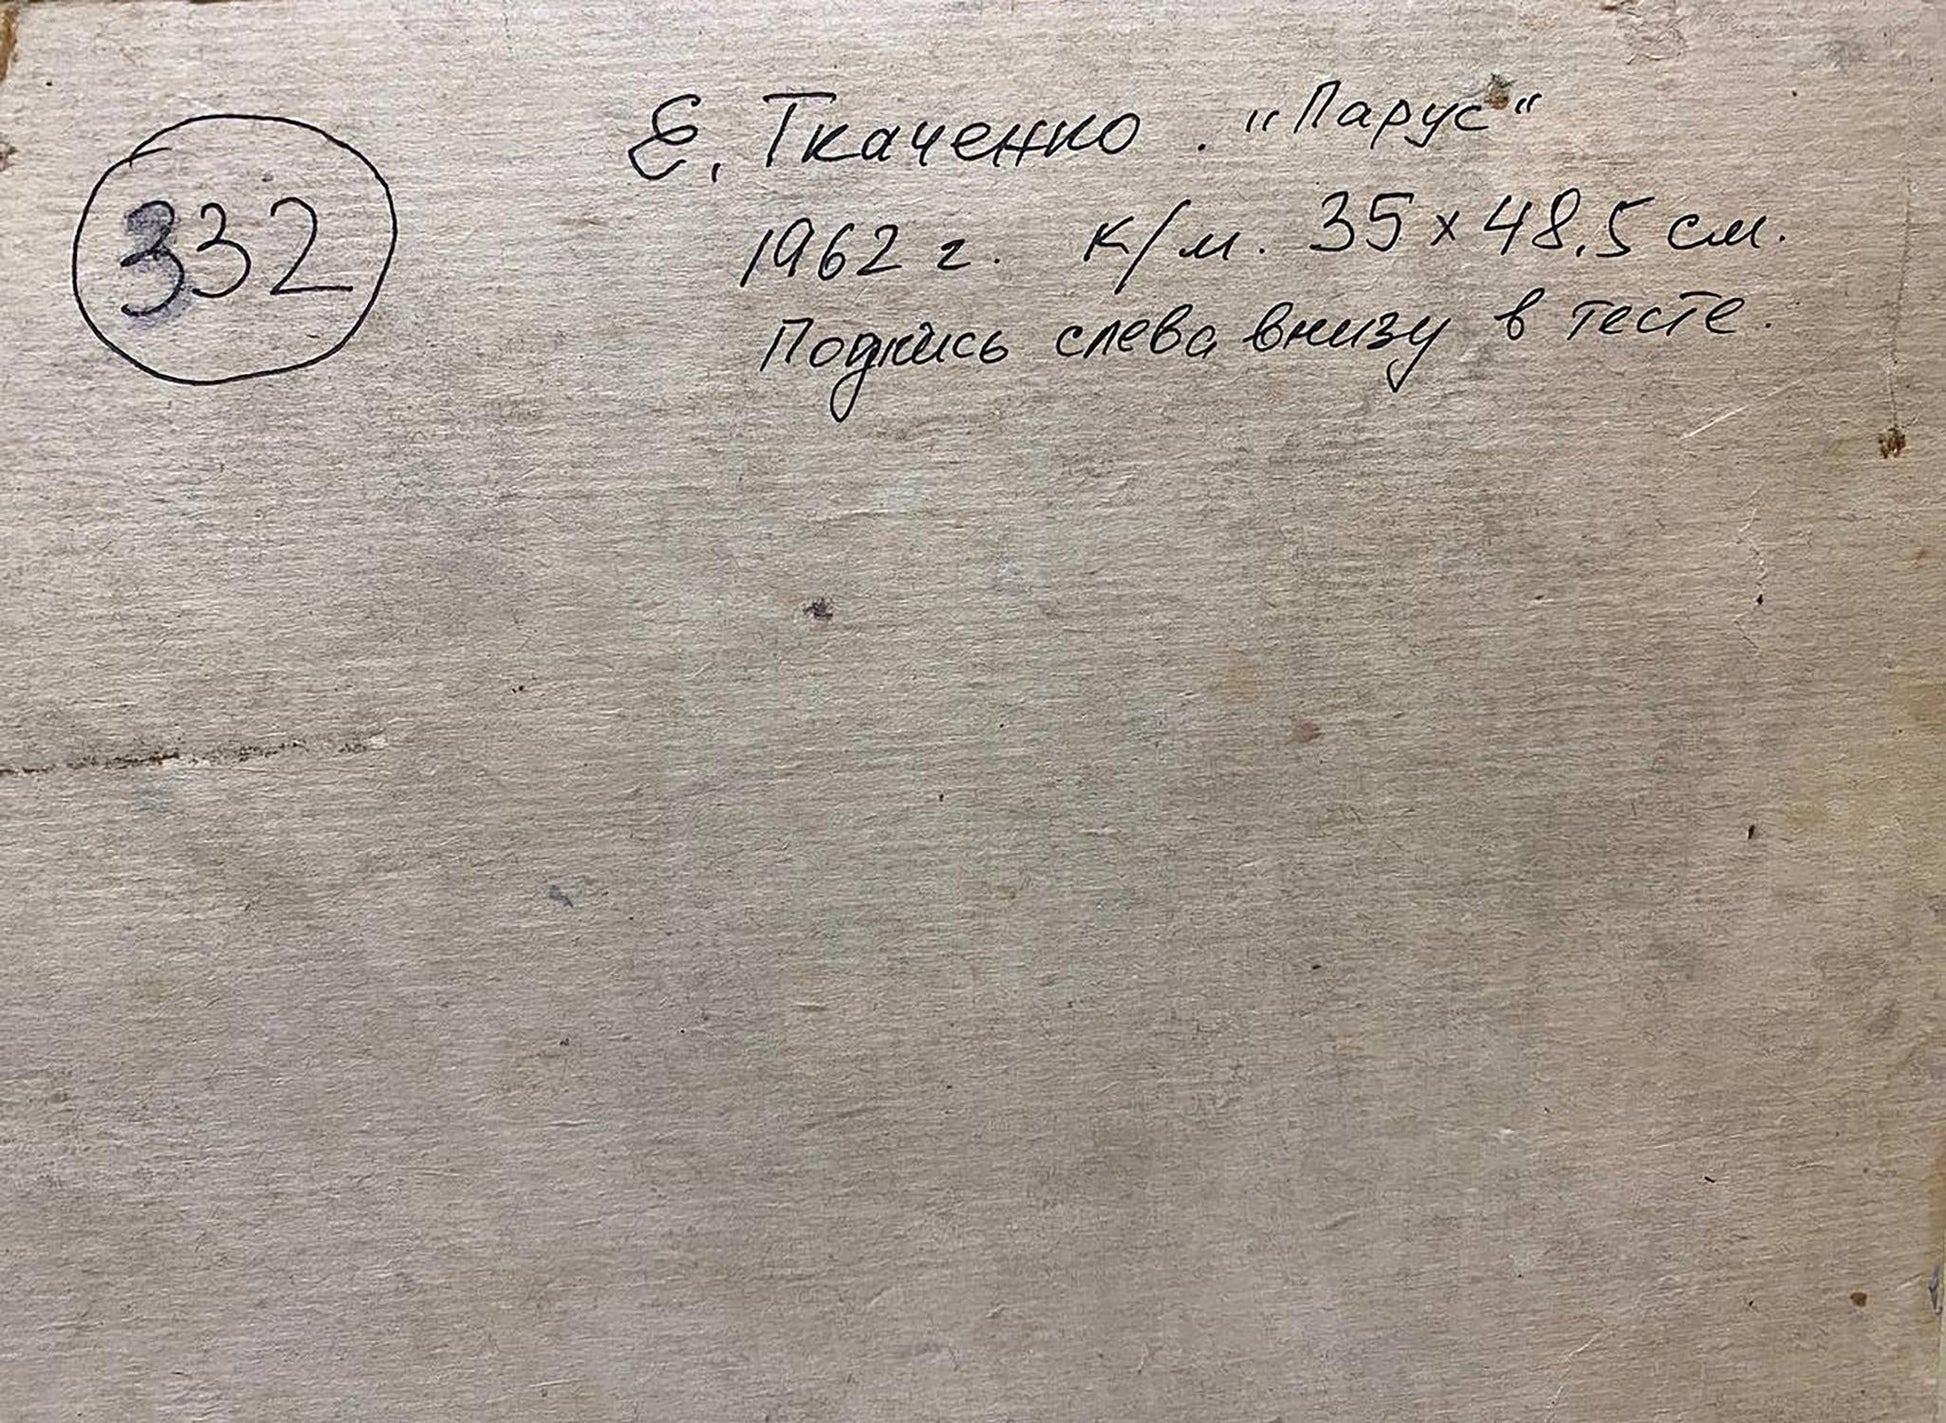 332
Е. Ткаченко. "Парус"
1962 г. к/м. 35 x 48,5 см.
Подпись слева внизу в тесте.